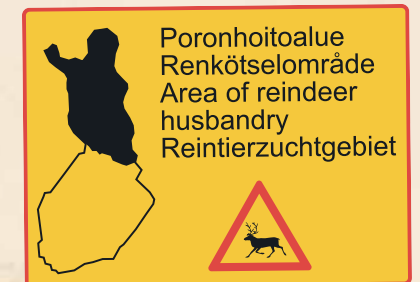 Poronhoitoalue
Renkötselområde
Area of reindeer
husbandry
Reintierzuchtgebiet